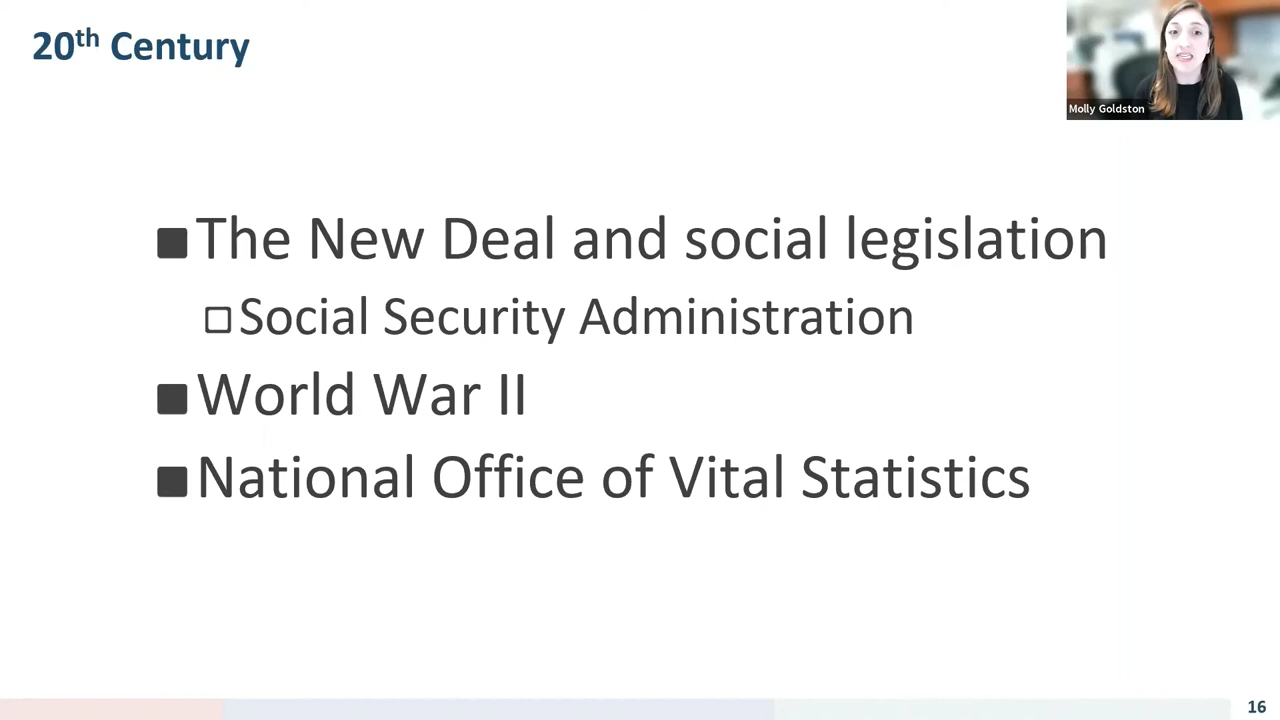 20th Century
Molly Goldston
The New Deal and social legislation
Social Security Administration
World War II
National Office of Vital Statistics
16